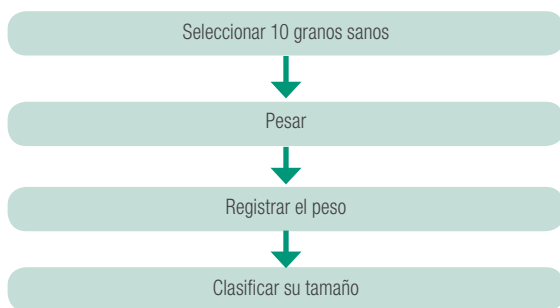 Seleccionar 10 granos sanos
Pesar
Registrar el peso
Clasificar su tamaño